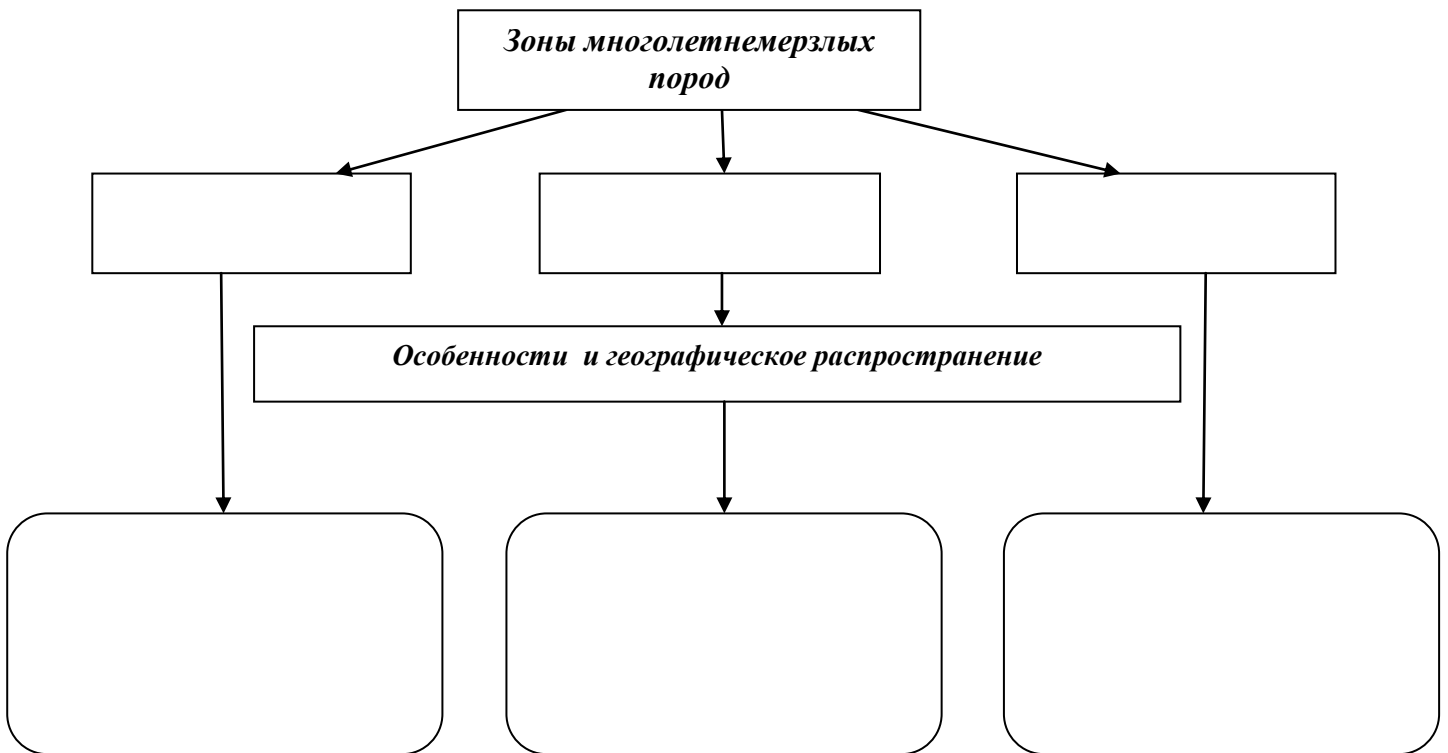 Зоны многолетнемерзлых
пород
Особенности и географическое распространение